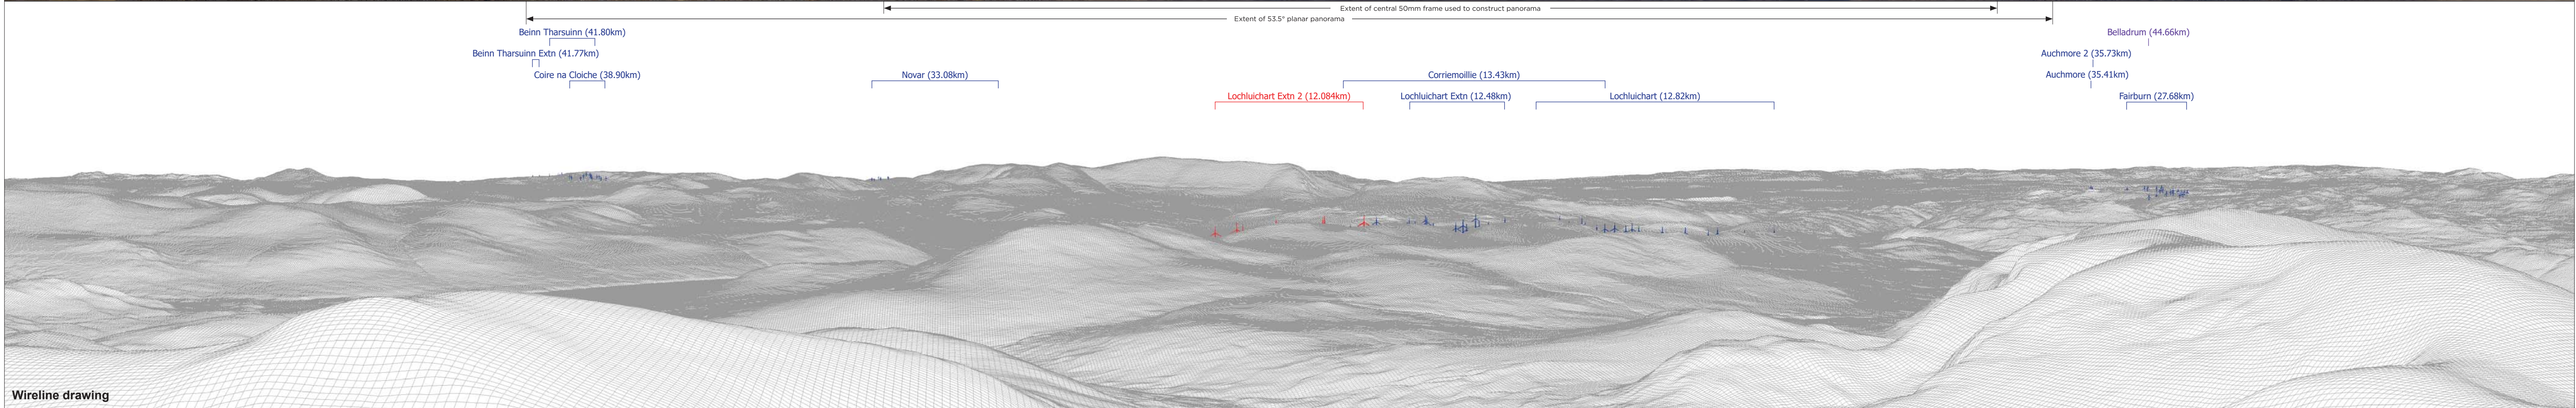 Extent of central 50mm frame used to construct panorama
Extent of 53.5° planar panorama
Beinn Tharsuinn (41.80km)
Belladrum (44.66km)
Beinn Tharsuinn Extn (41.77km)
Auchmore 2 (35.73km)
Coire na Cloiche (38.90km)
Novar (33.08km)
Corriemoillie (13.43km)
Auchmore (35.41km)
Lochluichart Extn 2 (12.084km)
Lochluichart Extn (12.48km)
Lochluichart (12.82km)
Fairburn (27.68km)
Wireline drawing